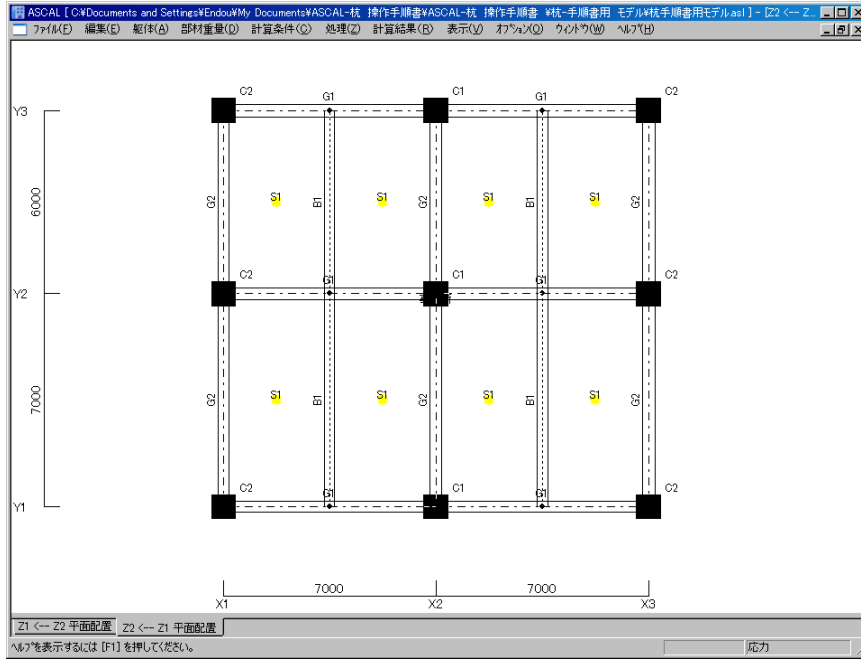 ASCAL [ C:¥Documents and Settings¥Endou¥My Documents¥ASCAL-杭 操作手順書¥ASCAL-杭 操作手順書 ¥杭-手順書用 モデル¥杭手順書用モデル.asl ] - [Z2 <-- Z...
ファイル(F) 編集(E) 躯体(A) 部材重量(D) 計算条件(C) 処理(Z) 計算結果(R) 表示(V) オプション(O) ウィンドウ(W) ヘルプ(H)
C2 G1 C1 G1 C2
Y3
6000
G2 S1 B1 S1 G2 S1 B1 S1 G2
C2 G1 C1 G1 C2
Y2
7000
G2 S1 B1 S1 G2 S1 B1 S1 G2
C2 G1 C1 G1 C2
Y1
7000 7000
X1 X2 X3
Z1 <-- Z2 平面配置 Z2 <-- Z1 平面配置
ヘルプを表示するには [F1] を押してください。 応力